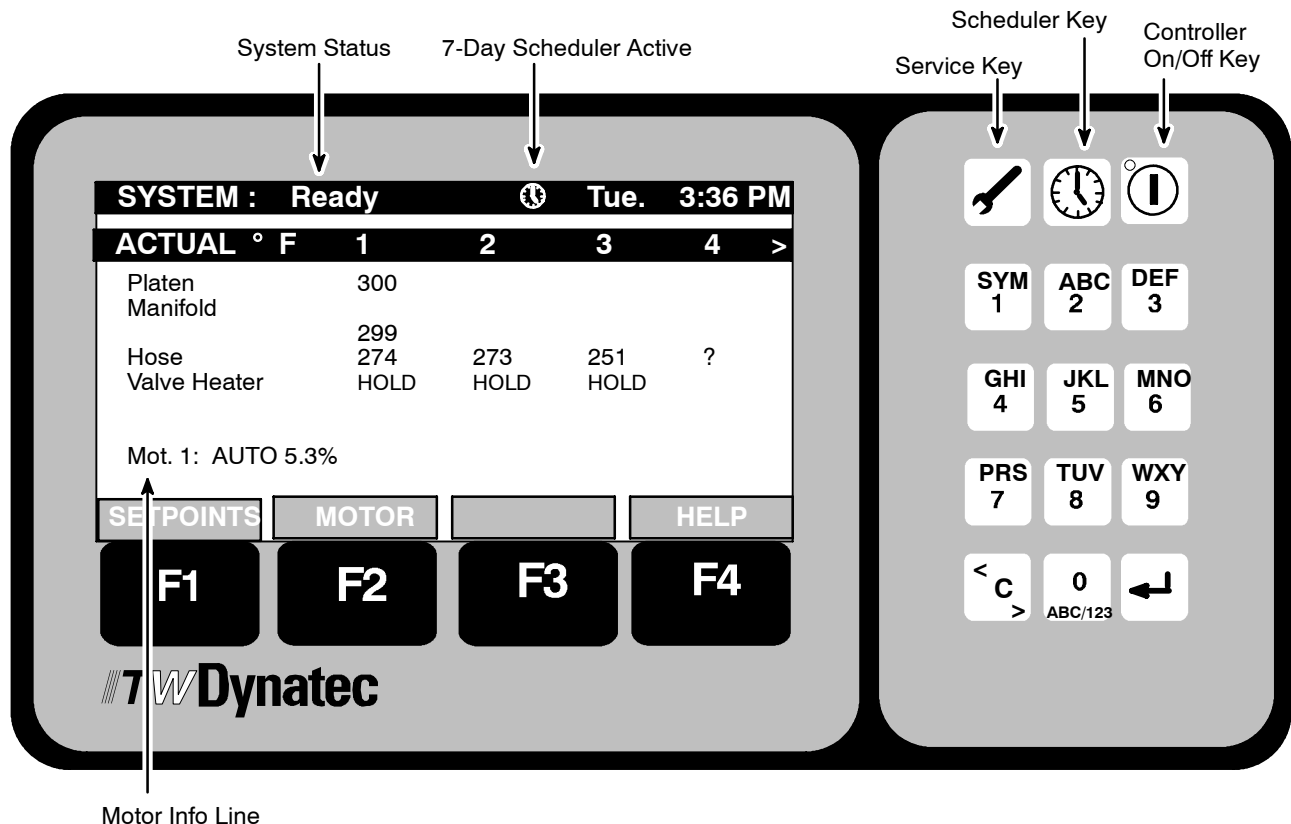 System Status
7-Day Scheduler Active
Scheduler Key
Service Key
Controller
On/Off Key
SYSTEM : Ready Tue. 3:36 PM
ACTUAL ° F 1 2 3 4 >
Platen 300
Manifold
299
Hose 274 273 251 ?
Valve Heater HOLD HOLD HOLD
Mot. 1: AUTO 5.3%
SETPOINTS MOTOR HELP
F1 F2 F3 F4
TW Dynatec
Motor Info Line
SYM ABC DEF
1 2 3
GHI JKL MNO
4 5 6
PRS TUV WXY
7 8 9
< C > 0
ABC/123